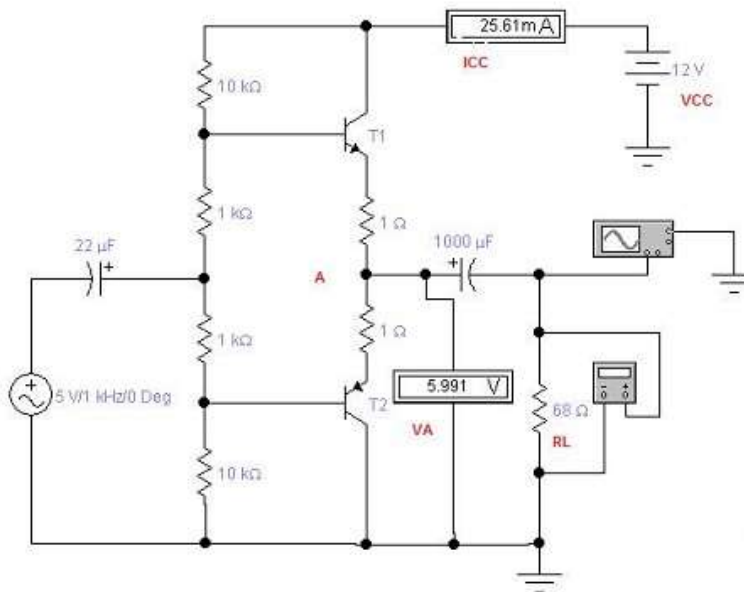 25.61m A
ICC
12 V
VCC
10 kΩ
T1
1 kΩ
1 Ω
22 µF
1000 µF
A
1 kΩ
1 Ω
5 V/1 kHz/0 Deg
T2
5.991 V
VA
68 Ω
RL
10 kΩ